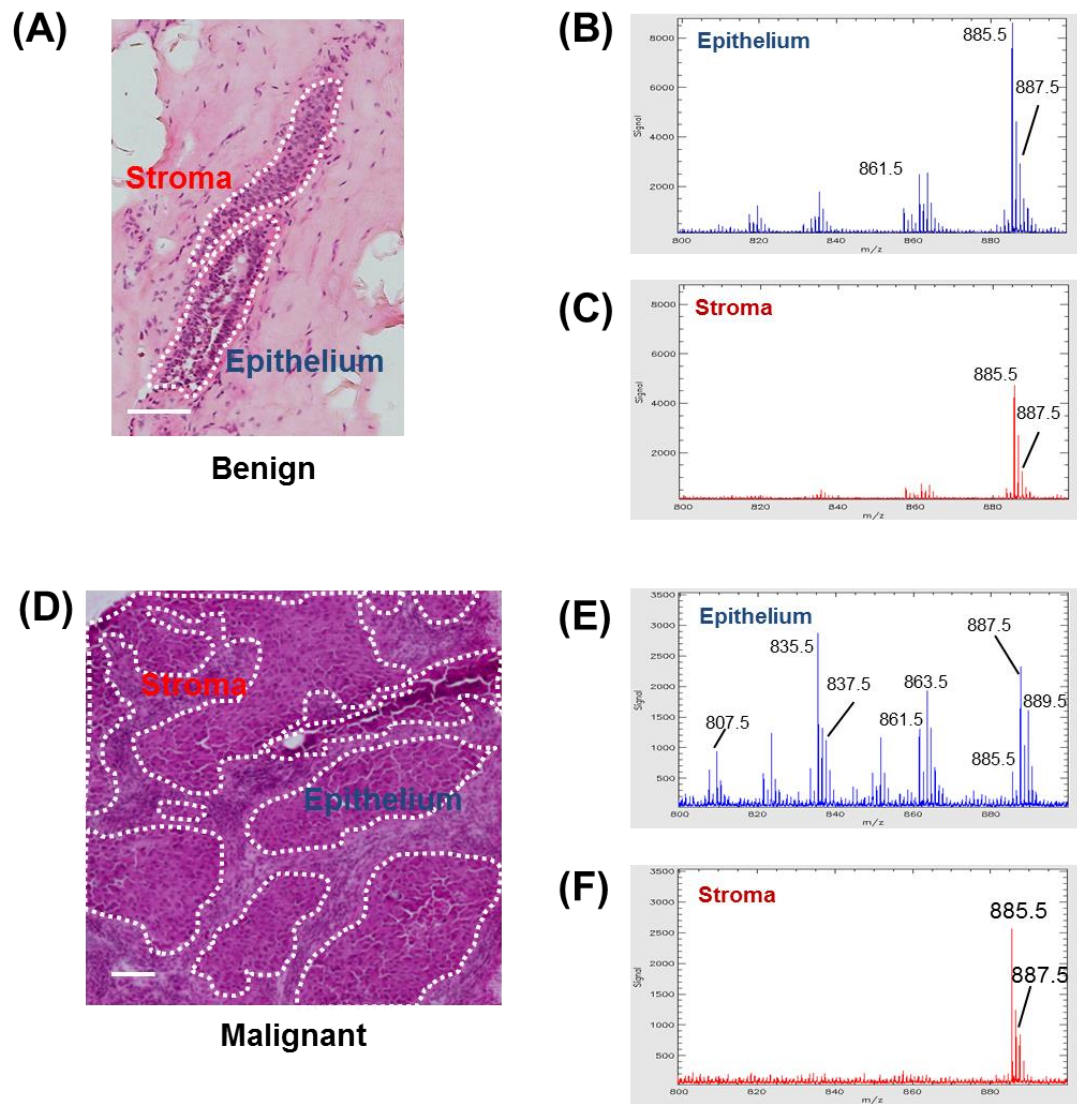 (A)
Stroma
Epithelium
Benign
(B)
Epithelium
885.5
887.5
861.5
Signal
8000
6000
4000
2000
800
820
840
860
880
m/z
(C)
Stroma
885.5
887.5
Signal
8000
6000
4000
2000
800
820
840
860
880
m/z
(D)
Stroma
Epithelium
Malignant
(E)
Epithelium
887.5
835.5
837.5
863.5
889.5
861.5
807.5
885.5
Signal
3500
3000
2500
2000
1500
1000
500
800
820
840
860
880
m/z
(F)
Stroma
885.5
887.5
Signal
3500
3000
2500
2000
1500
1000
500
800
820
840
860
880
m/z